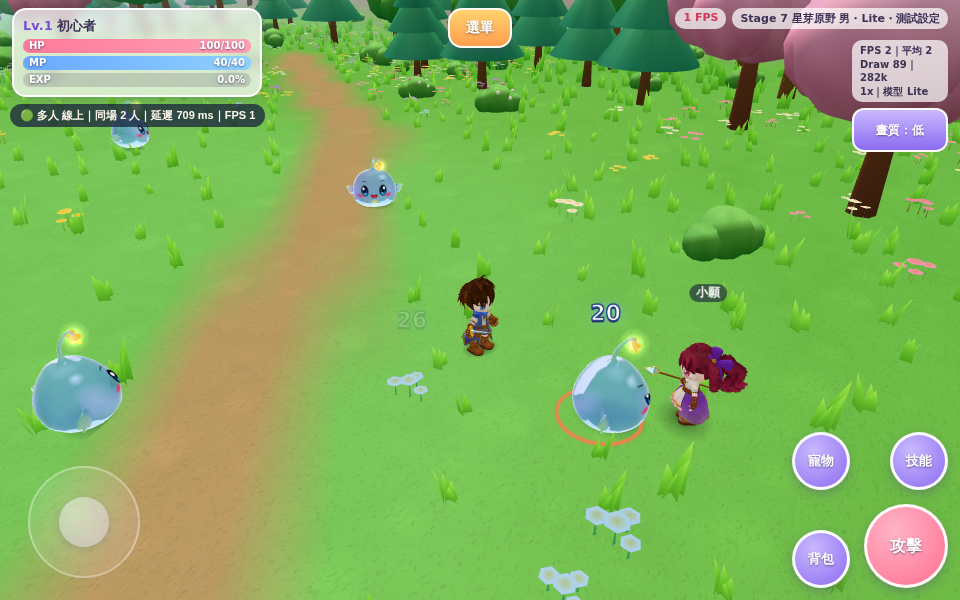 Lv.1 初心者
HP 100/100
MP 40/40
EXP 0.0%
多人 線上｜同場 2 人｜延遲 709 ms｜FPS 1
選單
1 FPS
Stage 7 星芽原野 男・Lite・測試設定
FPS 2｜平均 2
Draw 89｜
282k
1x｜模型 Lite
畫質：低
26
20
小願
寵物
技能
背包
攻擊